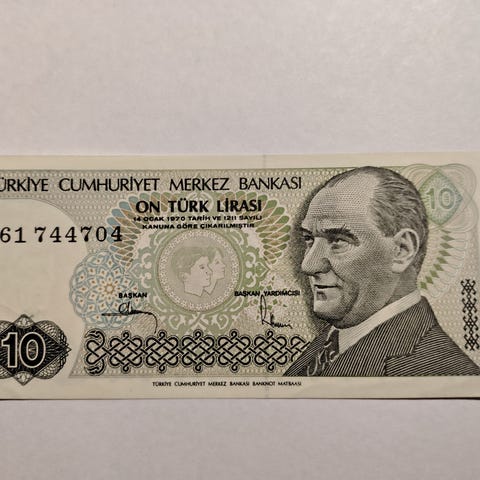 TÜRKİYE CUMHURİYET MERKEZ BANKASI
ON TÜRK LİRASI
14 OCAK 1970 TARİH VE 1211 SAYILI
KANUNA GÖRE ÇIKARILMIŞTIR
61 744704
10
BAŞKAN
BAŞKAN YARDIMCISI
10
TÜRKİYE CUMHURİYET MERKEZ BANKASI BANKNOT MATBAASI